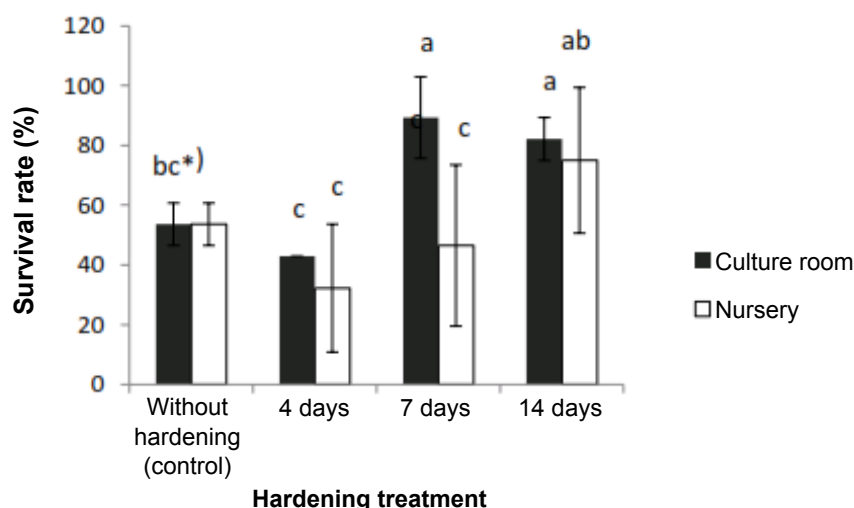 Survival rate (%)
120
100
80
60
40
20
0
bc*)
c
c
a
c
c
a
ab
Without
hardening
(control)
4 days
7 days
14 days
Hardening treatment
Culture room
Nursery